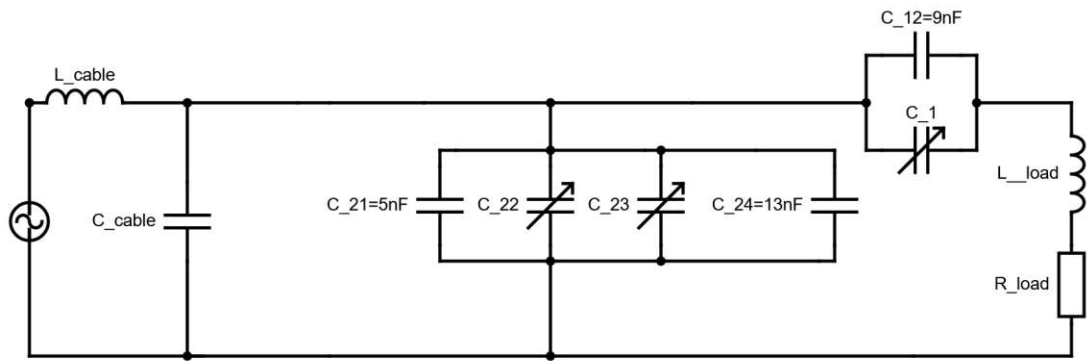 C_12=9nF
L_cable
C_1
L__load
C_21=5nF
C_22
C_23
C_24=13nF
C_cable
R_load